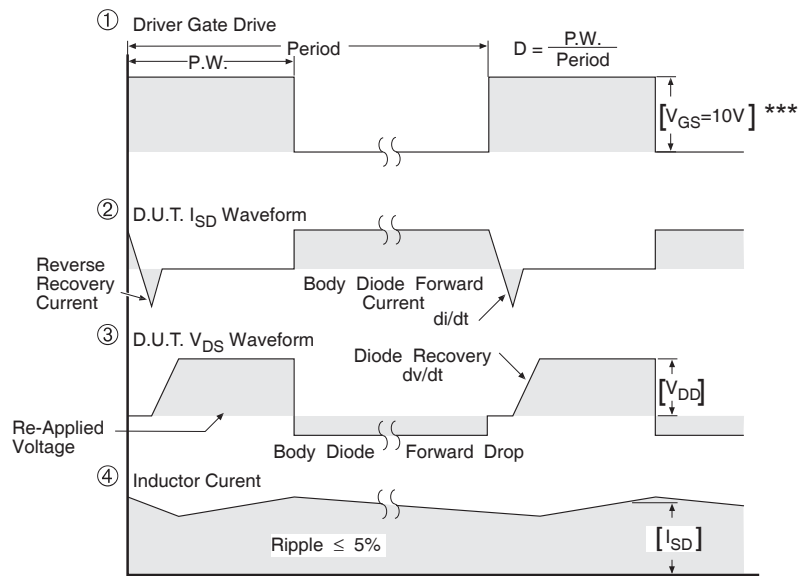 ① Driver Gate Drive
Period
P.W.
D = P.W. / Period
[V_GS=10V] ***
② D.U.T. I_SD Waveform
Reverse
Recovery
Current
Body Diode Forward
Current
di/dt
③ D.U.T. V_DS Waveform
Diode Recovery
dv/dt
[V_DD]
Re-Applied
Voltage
Body Diode Forward Drop
④ Inductor Curent
Ripple ≤ 5%
[I_SD]